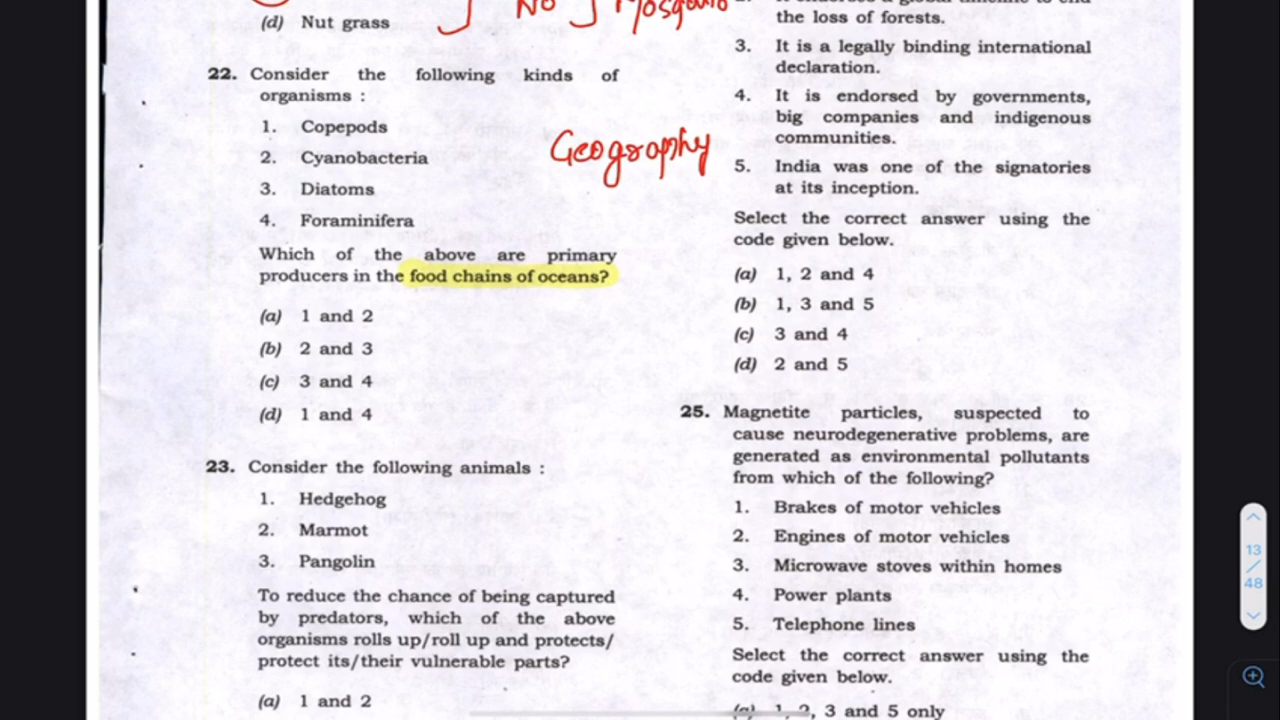 (d) Nut grass
No
22. Consider the following kinds of
organisms :
1. Copepods
2. Cyanobacteria
3. Diatoms
4. Foraminifera
Geography
Which of the above are primary
producers in the food chains of oceans?
(a) 1 and 2
(b) 2 and 3
(c) 3 and 4
(d) 1 and 4
23. Consider the following animals :
1. Hedgehog
2. Marmot
3. Pangolin
To reduce the chance of being captured
by predators, which of the above
organisms rolls up/roll up and protects/
protect its/their vulnerable parts?
(a) 1 and 2
the loss of forests.
3. It is a legally binding international
declaration.
4. It is endorsed by governments,
big companies and indigenous
communities.
5. India was one of the signatories
at its inception.
Select the correct answer using the
code given below.
(a) 1, 2 and 4
(b) 1, 3 and 5
(c) 3 and 4
(d) 2 and 5
25. Magnetite particles, suspected to
cause neurodegenerative problems, are
generated as environmental pollutants
from which of the following?
1. Brakes of motor vehicles
2. Engines of motor vehicles
3. Microwave stoves within homes
4. Power plants
5. Telephone lines
Select the correct answer using the
code given below.
(a) 1, 2, 3 and 5 only
13
/
48